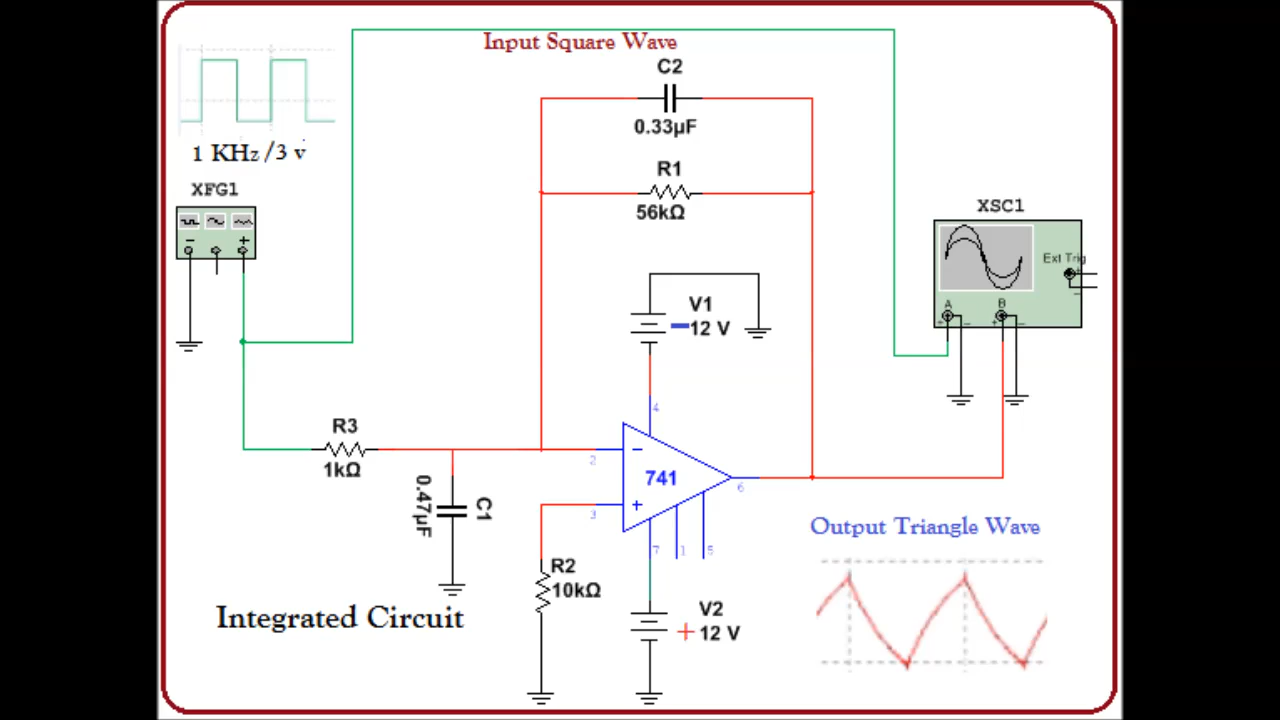 Input Square Wave
C2
0.33µF
1 KHz /3 v
R1
56kΩ
XFG1
XSC1
Ext Trig
A
B
V1
12 V
4
R3
1kΩ
2
741
6
0.47µF
C1
3
7
1
5
Output Triangle Wave
R2
10kΩ
Integrated Circuit
V2
+ 12 V